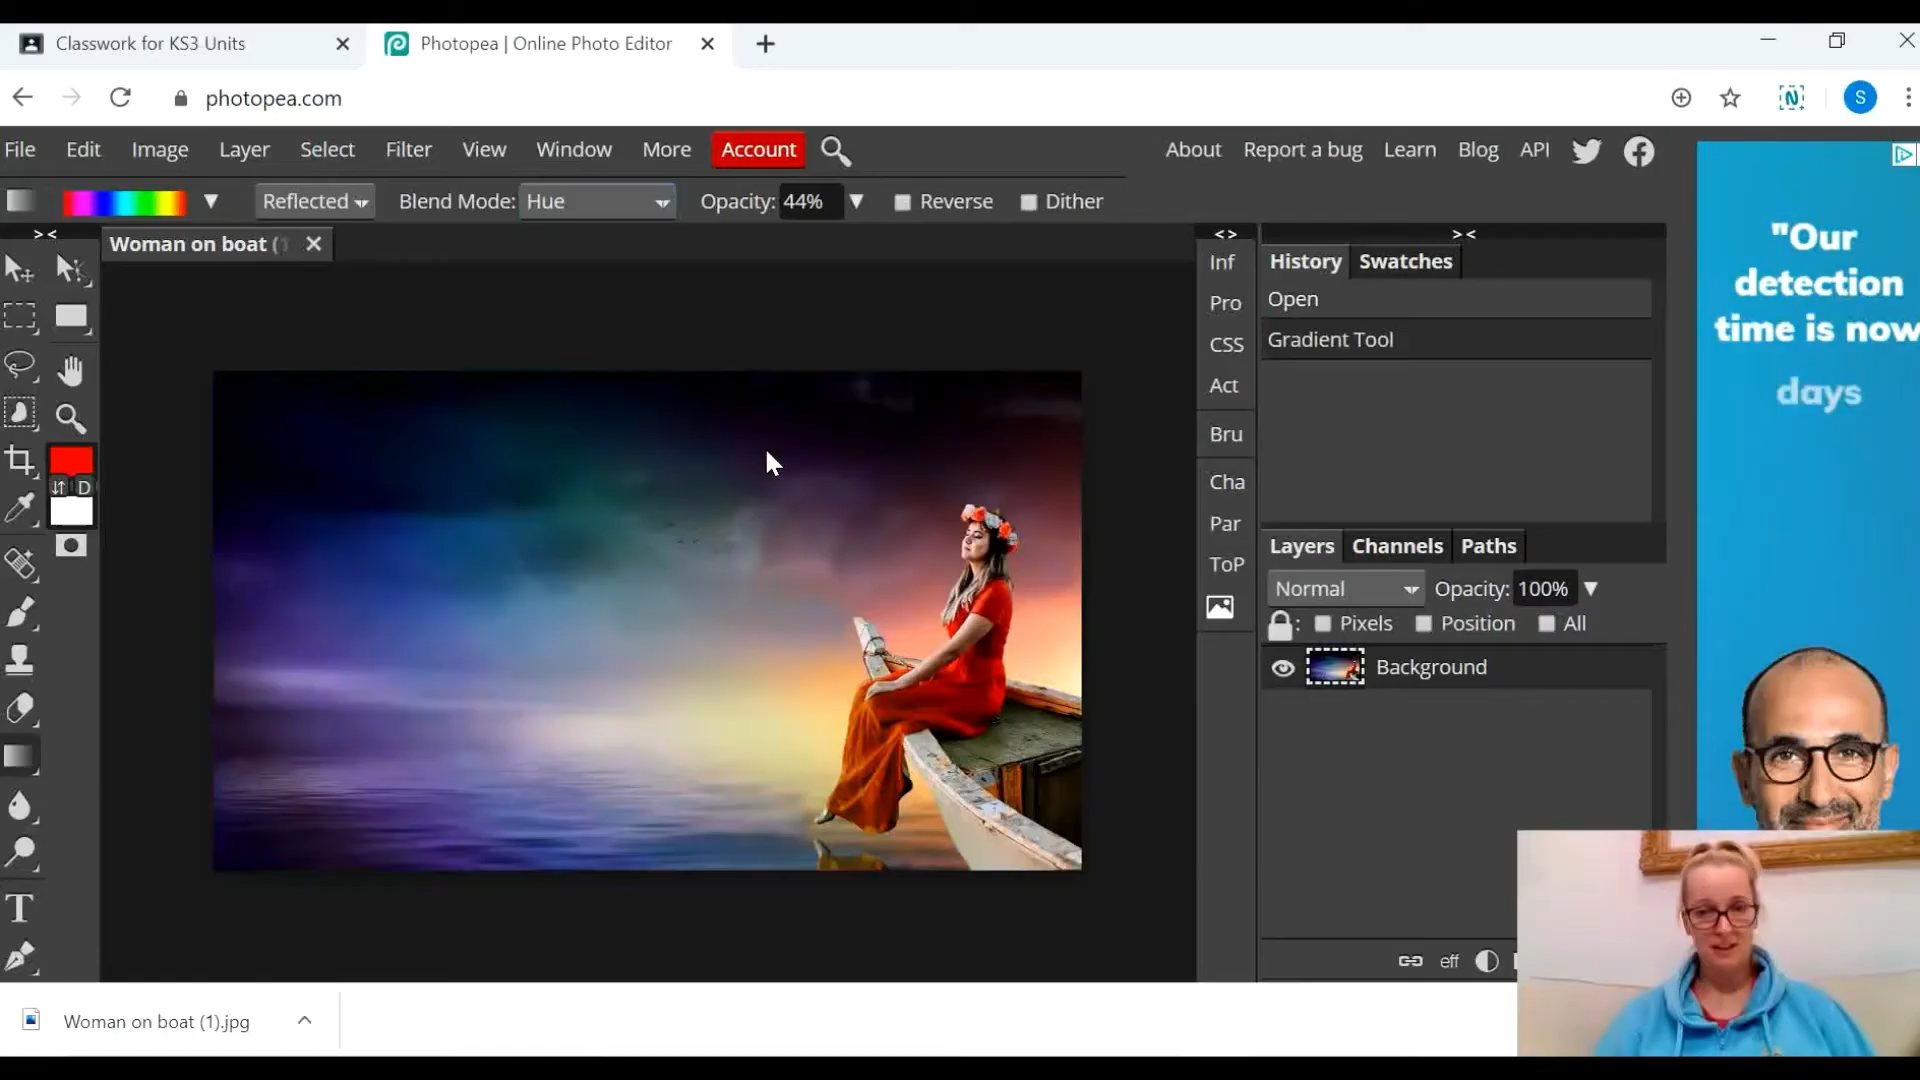 Classwork for KS3 Units
Photopea | Online Photo Editor
photopea.com
S
File Edit Image Layer Select Filter View Window More Account About Report a bug Learn Blog API
Reflected Blend Mode: Hue Opacity: 44% Reverse Dither
> < Woman on boat ( < > > <
Inf History Swatches
Pro Open
CSS Gradient Tool
Act
Bru
Cha
Par Layers Channels Paths
ToP Normal Opacity: 100%
: Pixels Position All
Background
eff
D
T
"Our
detection
time is now
days
Woman on boat (1).jpg